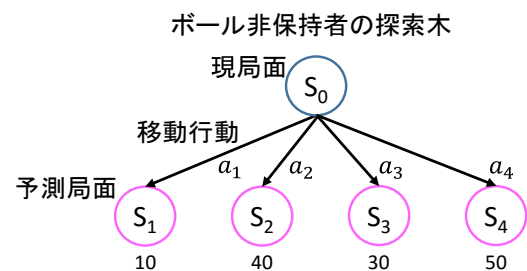 ボール非保持者の探索木
現局面
S0
移動行動
a1 a2 a3 a4
予測局面
S1 S2 S3 S4
10 40 30 50